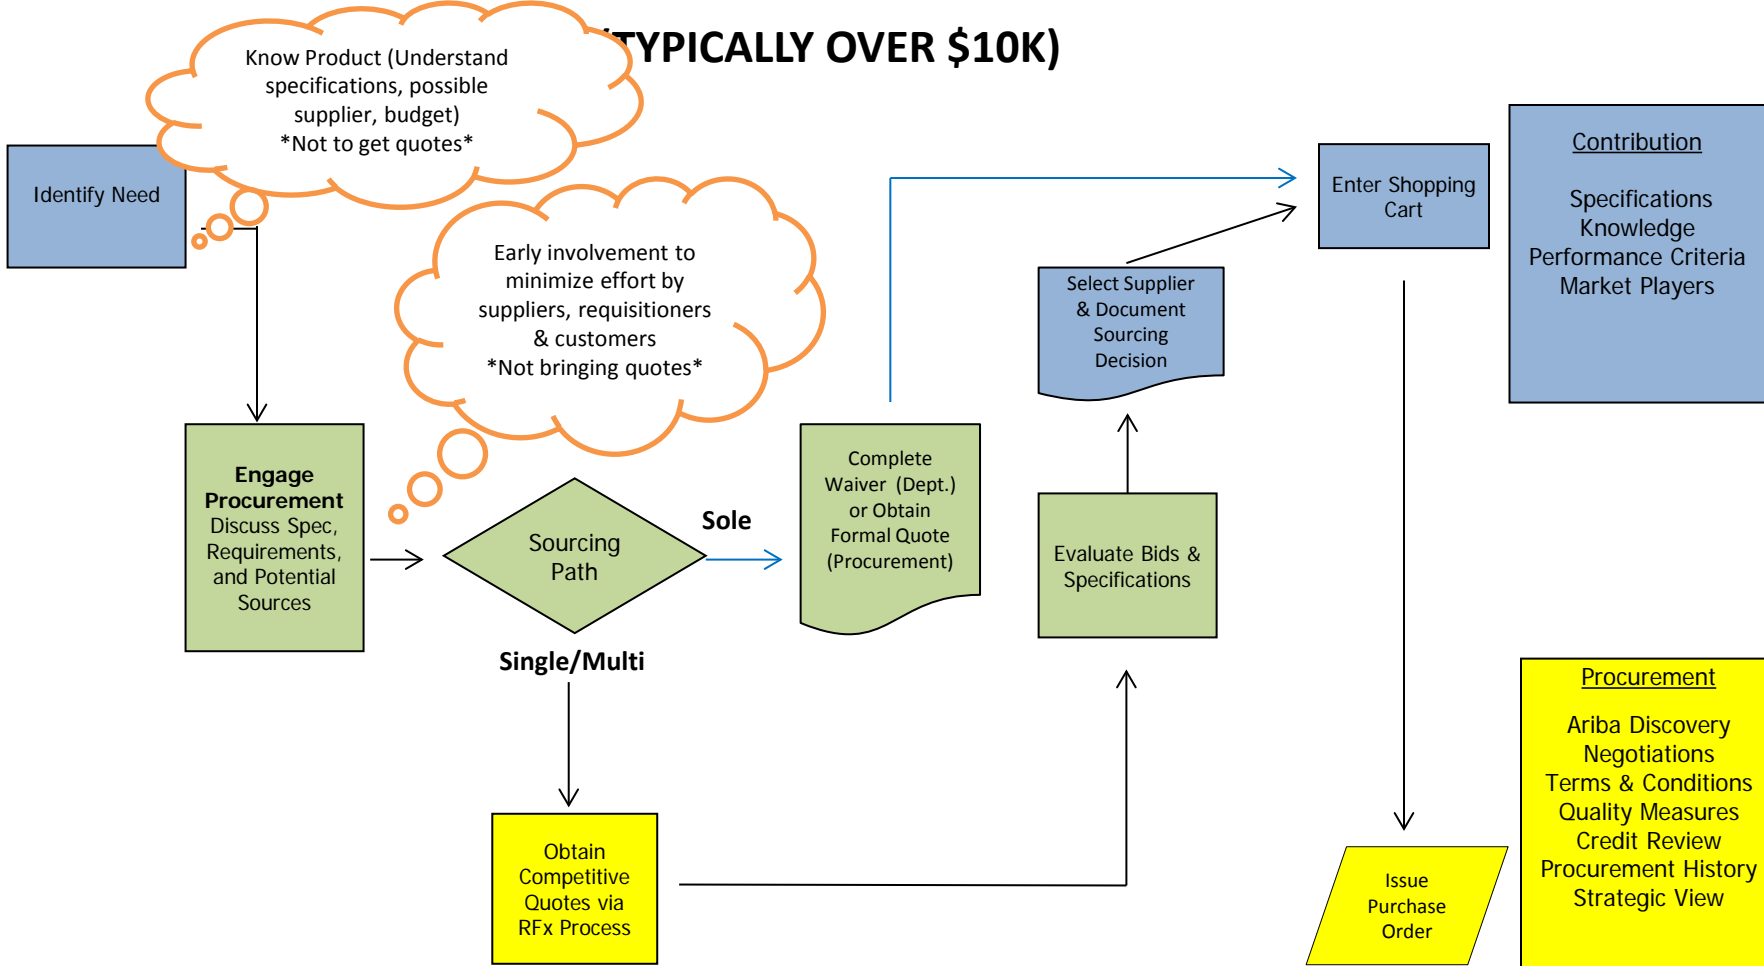 (TYPICALLY OVER $10K)
Know Product (Understand
specifications, possible
supplier, budget)
*Not to get quotes*
Identify Need
Early involvement to
minimize effort by
suppliers, requisitioners
& customers
*Not bringing quotes*
Engage
Procurement
Discuss Spec,
Requirements,
and Potential
Sources
Sourcing
Path
Sole
Single/Multi
Complete
Waiver (Dept.)
or Obtain
Formal Quote
(Procurement)
Obtain
Competitive
Quotes via
RFx Process
Evaluate Bids &
Specifications
Select Supplier
& Document
Sourcing
Decision
Enter Shopping
Cart
Issue
Purchase
Order
Contribution
Specifications
Knowledge
Performance Criteria
Market Players
Procurement
Ariba Discovery
Negotiations
Terms & Conditions
Quality Measures
Credit Review
Procurement History
Strategic View